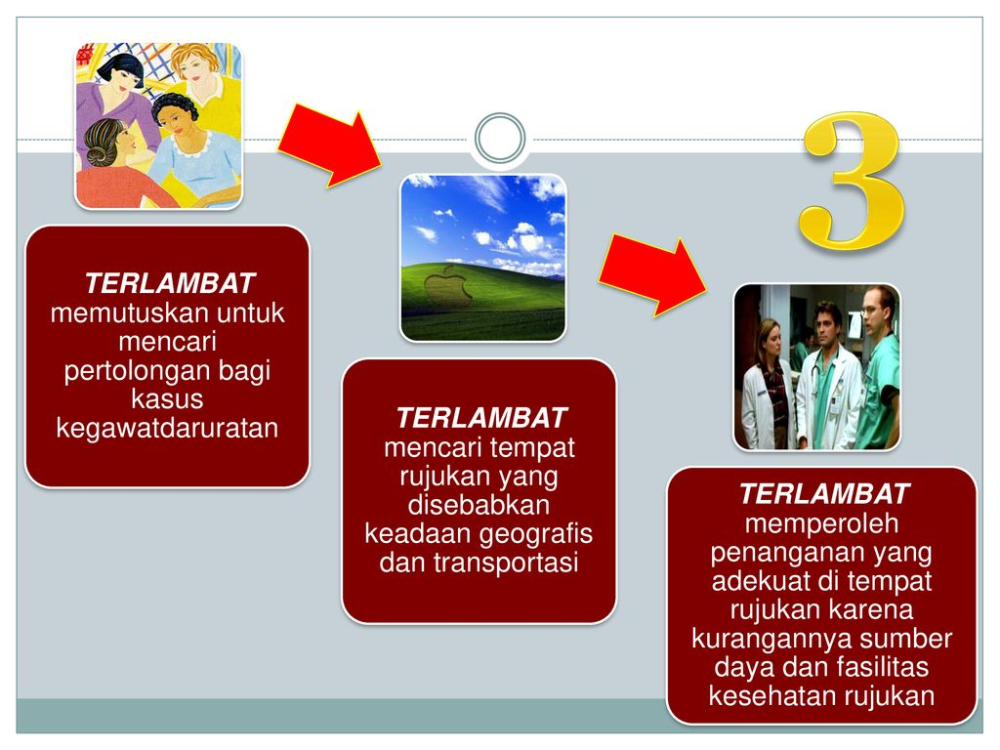 3
TERLAMBAT
memutuskan untuk
mencari
pertolongan bagi
kasus
kegawatdaruratan
TERLAMBAT
mencari tempat
rujukan yang
disebabkan
keadaan geografis
dan transportasi
TERLAMBAT
memperoleh
penanganan yang
adekuat di tempat
rujukan karena
kurangannya sumber
daya dan fasilitas
kesehatan rujukan